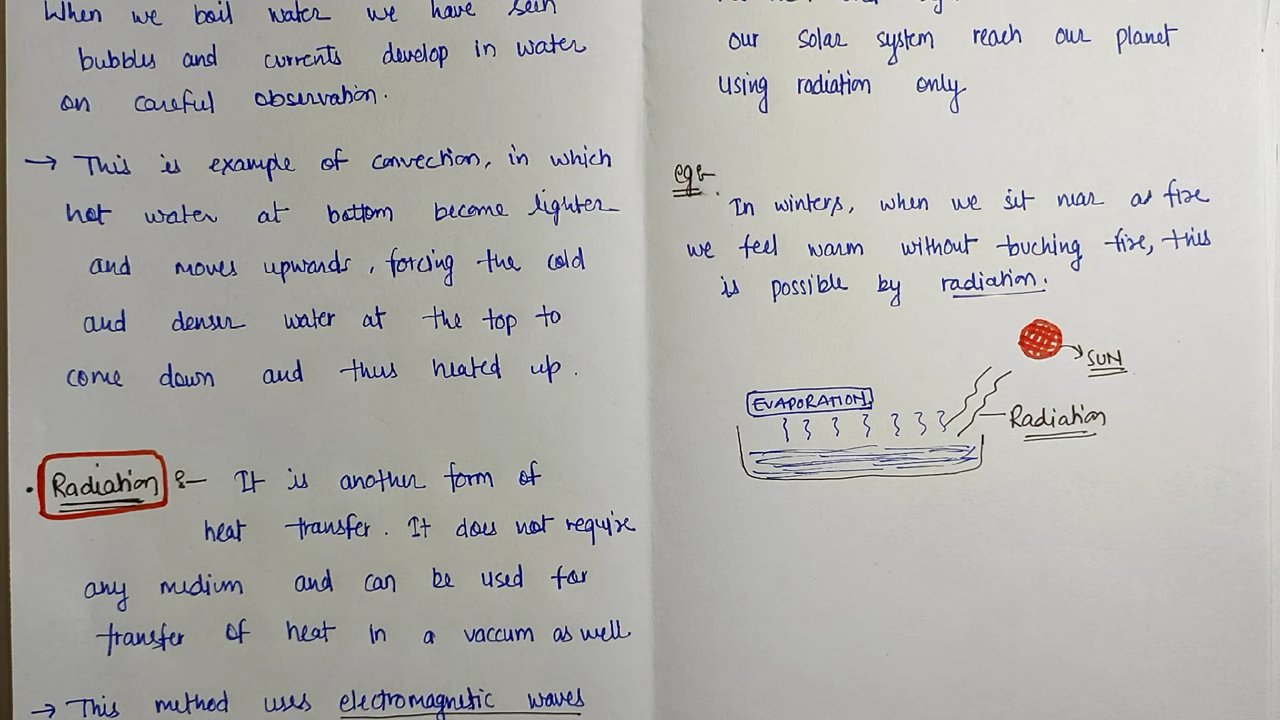 When we boil water we have seen
bubbles and currents develop in water
on careful observation.
→ This is example of convection, in which
hot water at bottom become lighter
and moves upwards, forcing the cold
and denser water at the top to
come down and thus heated up.
. Radiation :- It is another form of
heat transfer. It does not require
any medium and can be used for
transfer of heat in a vaccum as well
→ This method uses electromagnetic waves
our solar system reach our planet
using radiation only
eg:-
In winters, when we sit near a fire
we feel warm without touching fire, this
is possible by radiation.
SUN
EVAPORATION
Radiation